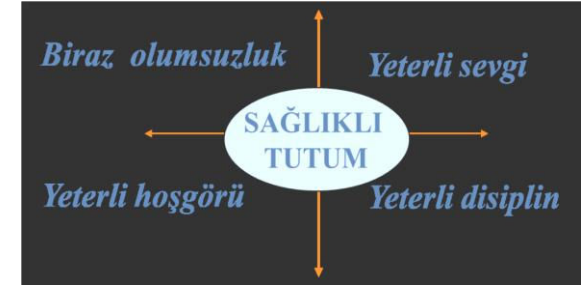 Biraz olumsuzluk
Yeterli sevgi
SAĞLIKLI
TUTUM
Yeterli hoşgörü
Yeterli disiplin